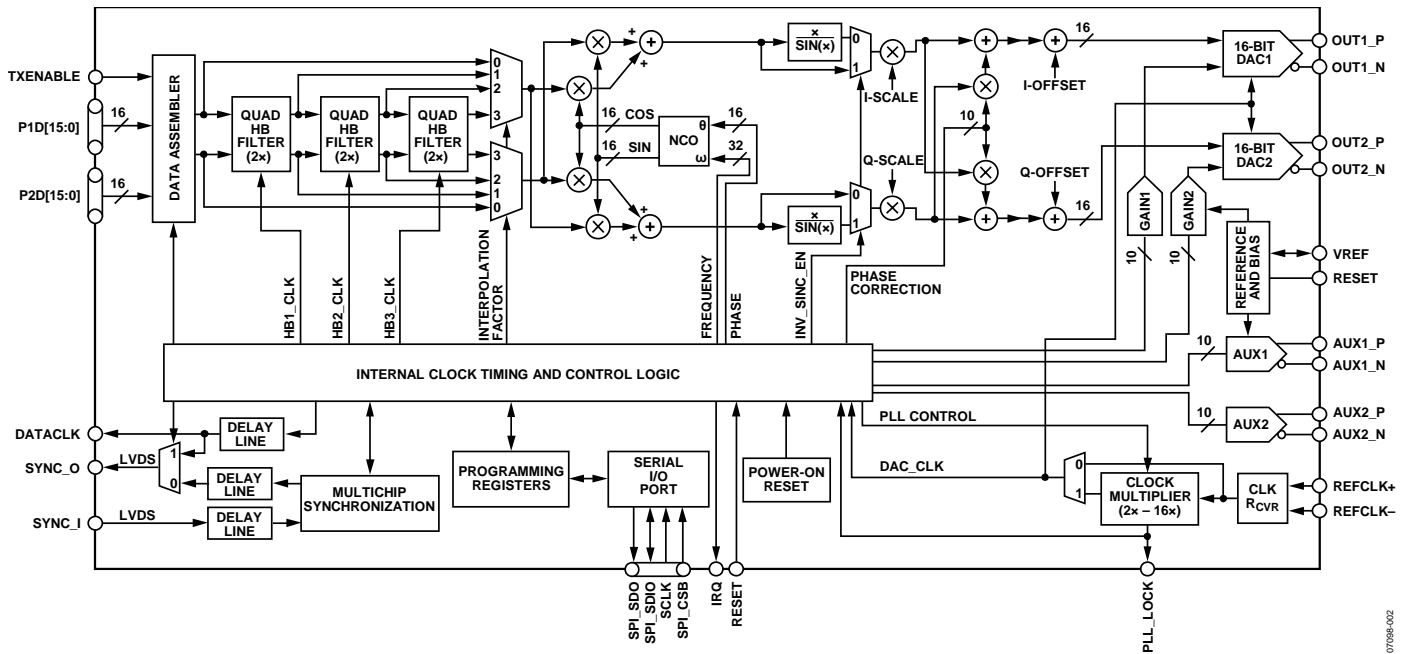 TXENABLE
P1D[15:0]
16
P2D[15:0]
16
DATA ASSEMBLER
QUAD
HB
FILTER
(2×)
QUAD
HB
FILTER
(2×)
QUAD
HB
FILTER
(2×)
0
1
2
3
3
2
1
0
×
×
×
×
+
+
+
+
+
+
16
COS
16
SIN
NCO
θ
ω
16
32
×
SIN(×)
×
SIN(×)
0
1
0
1
×
I-SCALE
Q-SCALE
×
+
×
×
+
10
+
I-OFFSET
Q-OFFSET
+
16
16
16-BIT
DAC1
16-BIT
DAC2
OUT1_P
OUT1_N
OUT2_P
OUT2_N
GAIN1
GAIN2
10
10
REFERENCE
AND BIAS
VREF
RESET
HB1_CLK
HB2_CLK
HB3_CLK
INTERPOLATION
FACTOR
FREQUENCY
PHASE
INV_SINC_EN
PHASE
CORRECTION
INTERNAL CLOCK TIMING AND CONTROL LOGIC
10
AUX1
AUX1_P
AUX1_N
10
AUX2
AUX2_P
AUX2_N
DATACLK
DELAY
LINE
SYNC_O
LVDS
1
0
DELAY
LINE
MULTICHIP
SYNCHRONIZATION
SYNC_I
LVDS
DELAY
LINE
PROGRAMMING
REGISTERS
SERIAL
I/O
PORT
POWER-ON
RESET
PLL CONTROL
DAC_CLK
0
1
CLOCK
MULTIPLIER
(2× – 16×)
CLK
RCVR
REFCLK+
REFCLK–
SPI_SDO
SPI_SDIO
SCLK
SPI_CSB
IRQ
RESET
PLL_LOCK
07098-002